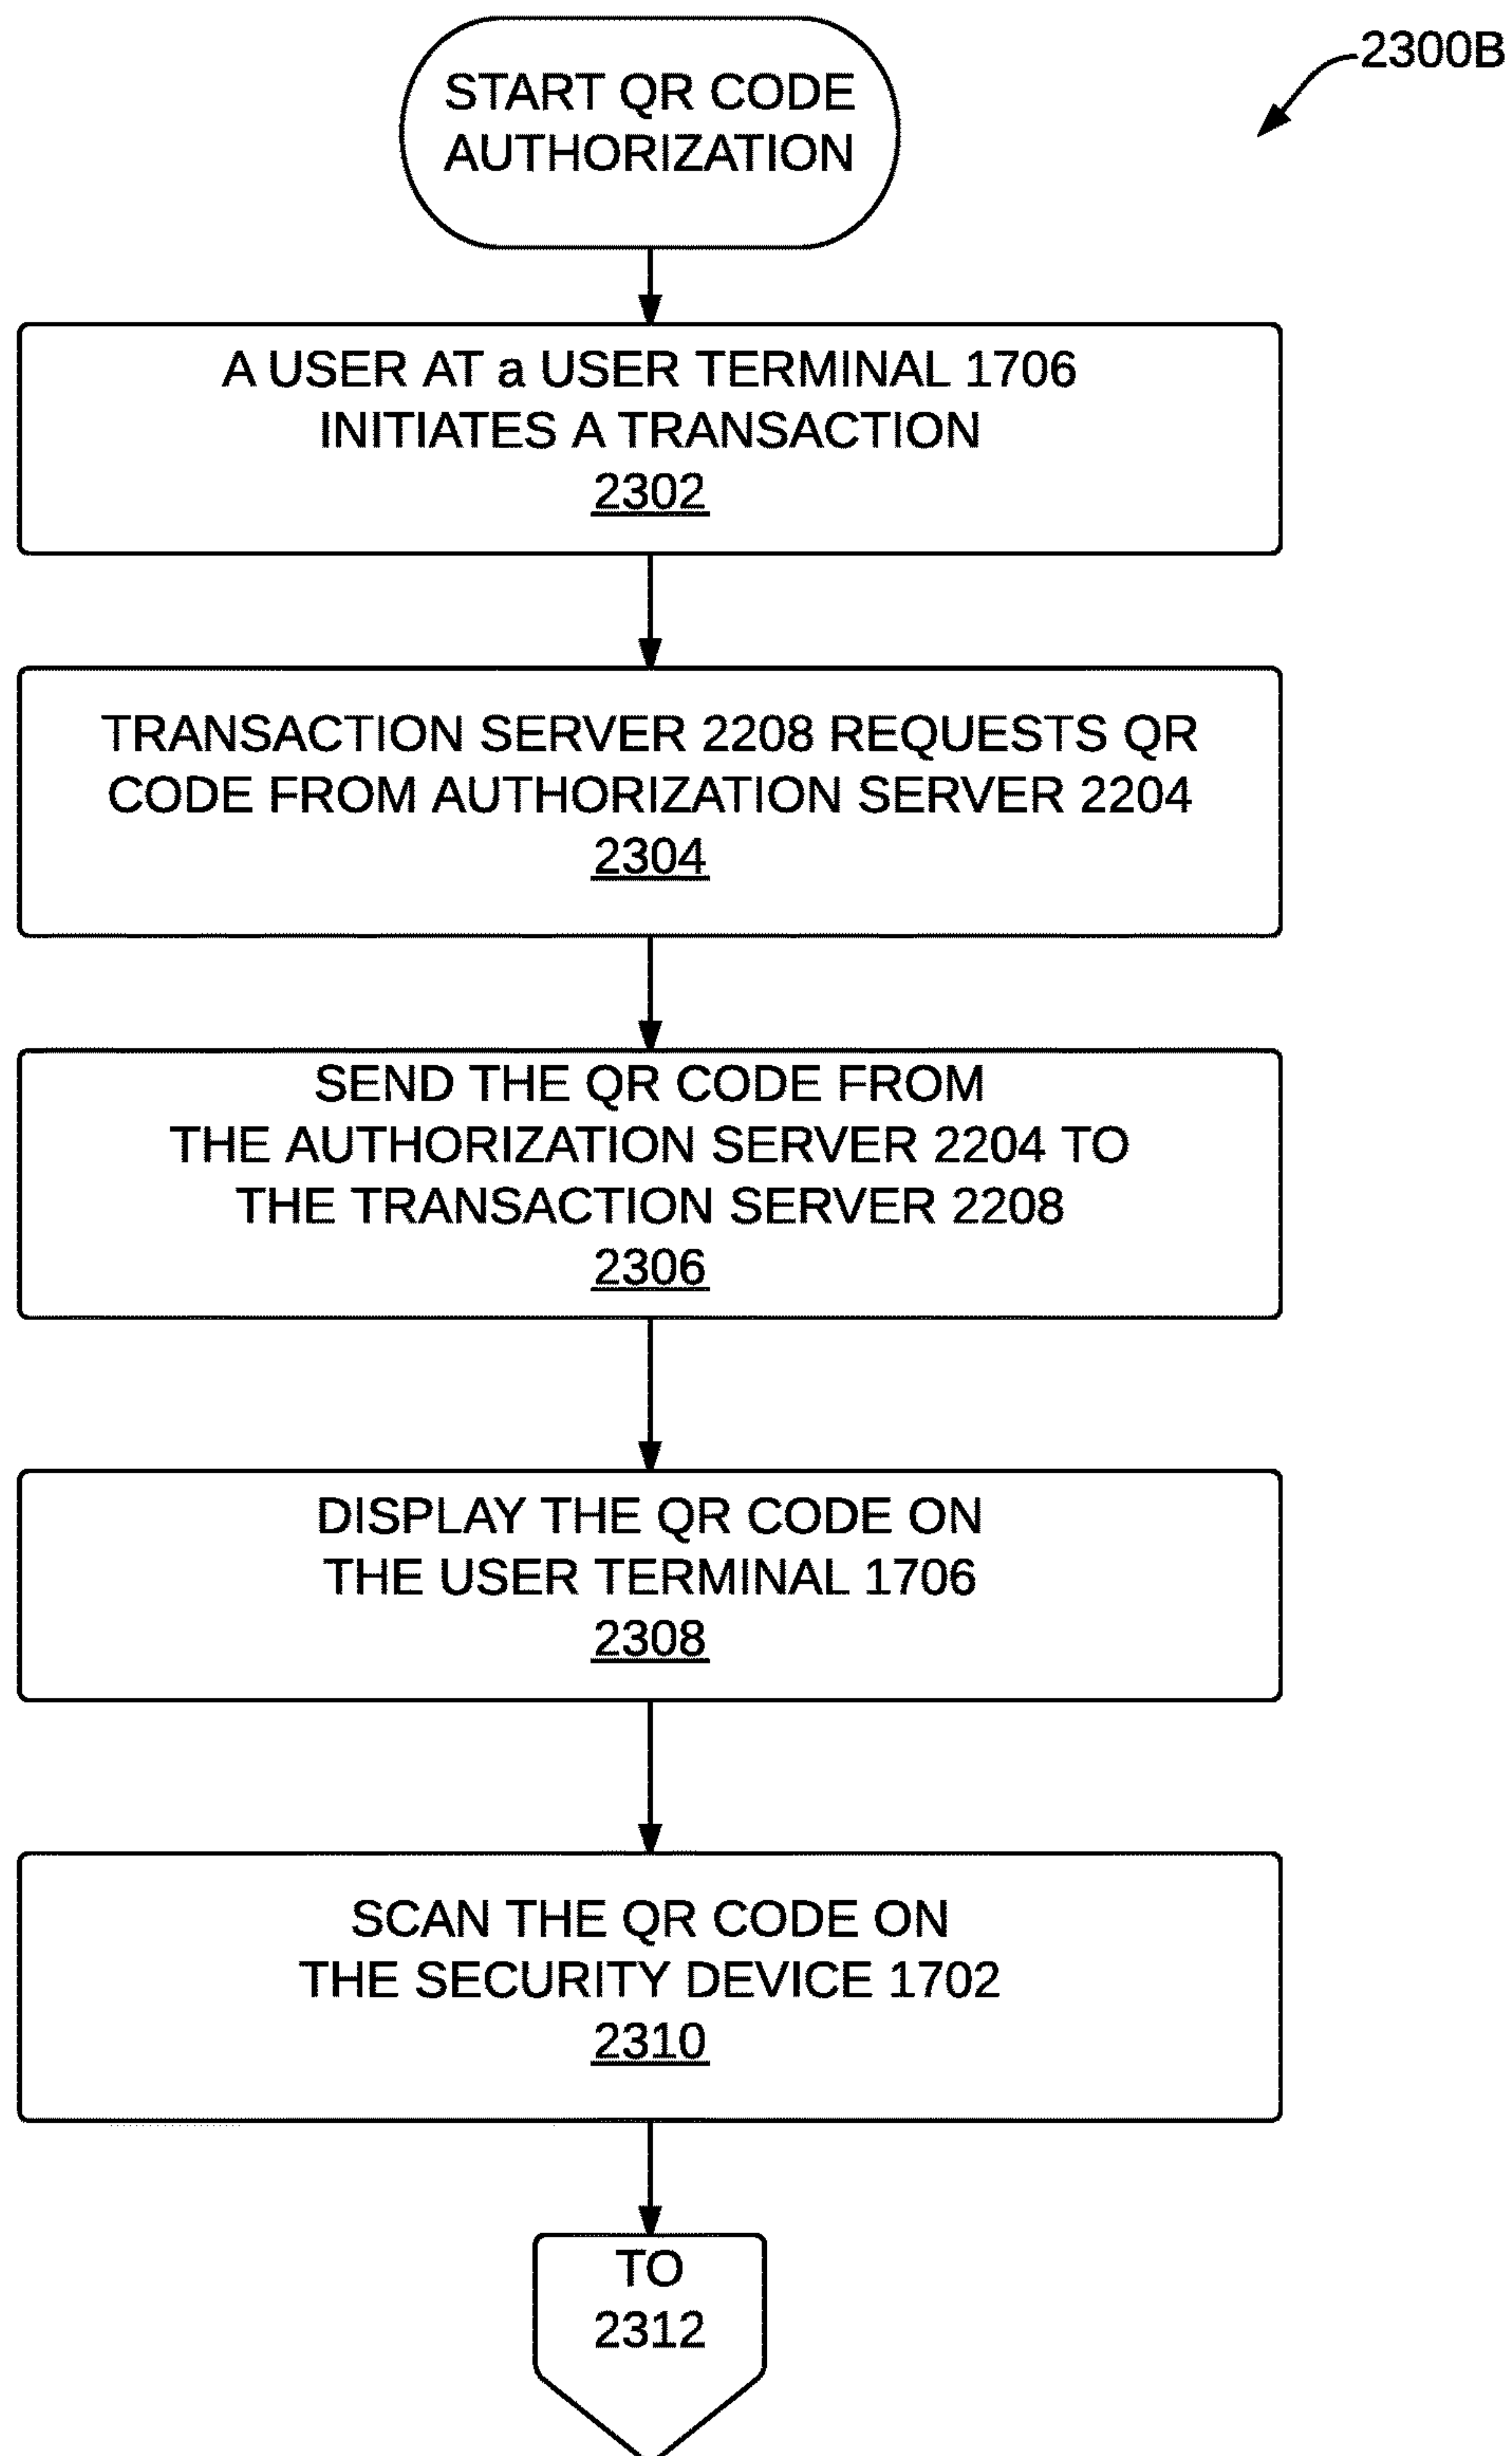 START QR CODE
AUTHORIZATION
2300B
A USER AT a USER TERMINAL 1706
INITIATES A TRANSACTION
2302
TRANSACTION SERVER 2208 REQUESTS QR
CODE FROM AUTHORIZATION SERVER 2204
2304
SEND THE QR CODE FROM
THE AUTHORIZATION SERVER 2204 TO
THE TRANSACTION SERVER 2208
2306
DISPLAY THE QR CODE ON
THE USER TERMINAL 1706
2308
SCAN THE QR CODE ON
THE SECURITY DEVICE 1702
2310
TO
2312